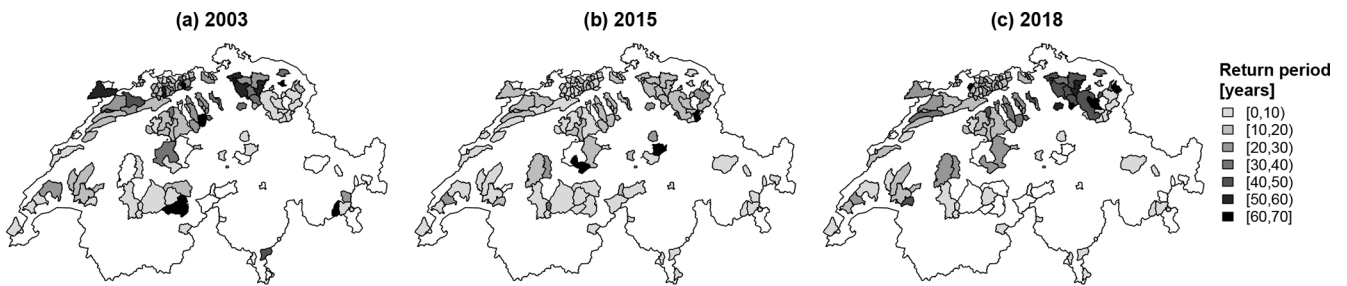 (a) 2003
(b) 2015
(c) 2018
Return period
[years]
[0,10)
[10,20)
[20,30)
[30,40)
[40,50)
[50,60)
[60,70]